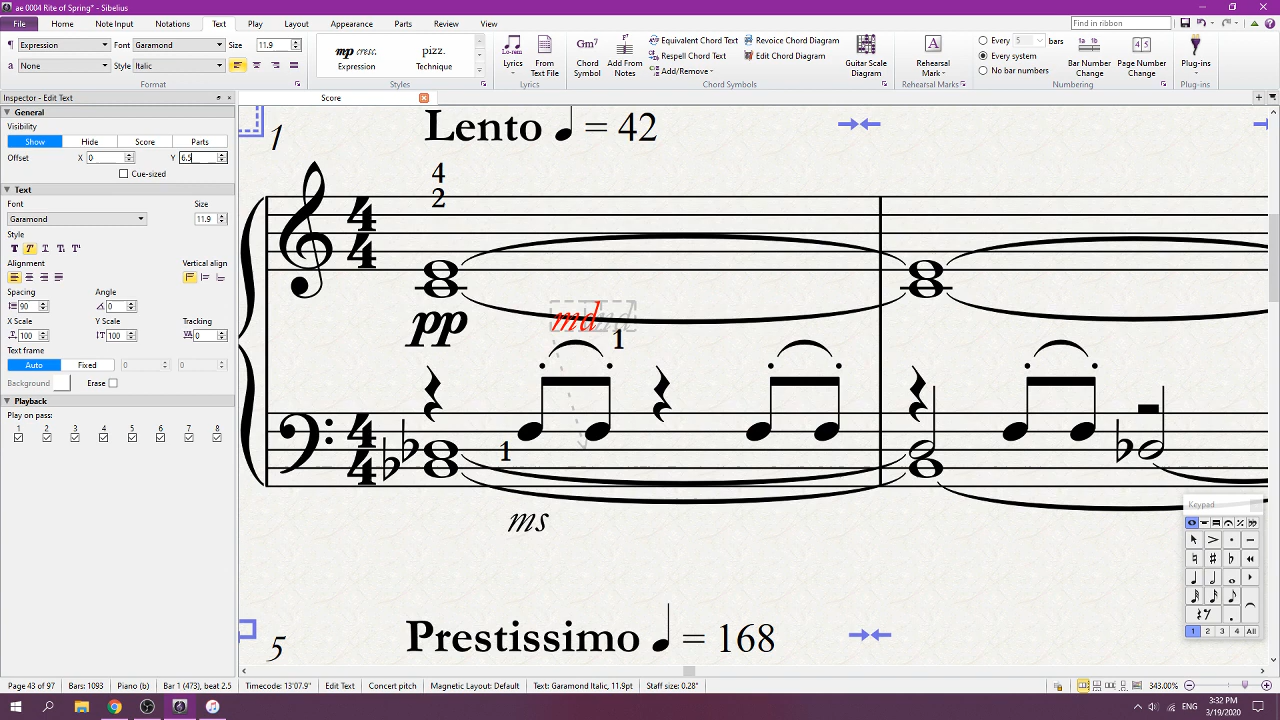 ae 0004 Rite of Spring* - Sibelius
File Home Note Input Notations Text Play Layout Appearance Parts Review View Find in ribbon
Expression Font Garamond Size 11.9
None Style Italic
mp cresc. Expression
pizz. Technique
Styles
Format
Lyrics
From Text File
Lyrics
Gm7 Chord Symbol
Add From Notes
Equivalent Chord Text
Respell Chord Text
Add/Remove
Revoice Chord Diagram
Edit Chord Diagram
Guitar Scale Diagram
Chord Symbols
A Rehearsal Mark
Rehearsal Marks
Every 5 bars
Every system
No bar numbers
Bar Number Change
Page Number Change
Bar and Page Numbers
Plug-ins
Plug-ins
Inspector - Edit Text
Score
General
Visibility
Show Hide Score Parts
Offset X 0 Y 6.5
Cue-sized
Text
Font Size
Garamond 11.9
Style
Alignment Vertical align
Spacing Angle
90 0
X Scale Y Scale Tracking
100 100 0
Text frame
Auto Fixed 0 0
Background Erase
Playback
Play on pass:
1 2 3 4 5 6 7 8
1
Lento = 42
4
2
4
4
pp
md
1
4
4
1
ms
5
Prestissimo = 168
Keypad
1 2 3 4 All
Page 43 of 97 Bars: 1093 Piano (b) Bar 1 (473), beat 2.5 Timecode: 13'07.9" Edit Text Concert pitch Magnetic Layout: Default Text: Garamond Italic, 11.9pt Staff size: 0.28" 343.00%
ENG
3:32 PM
3/19/2020